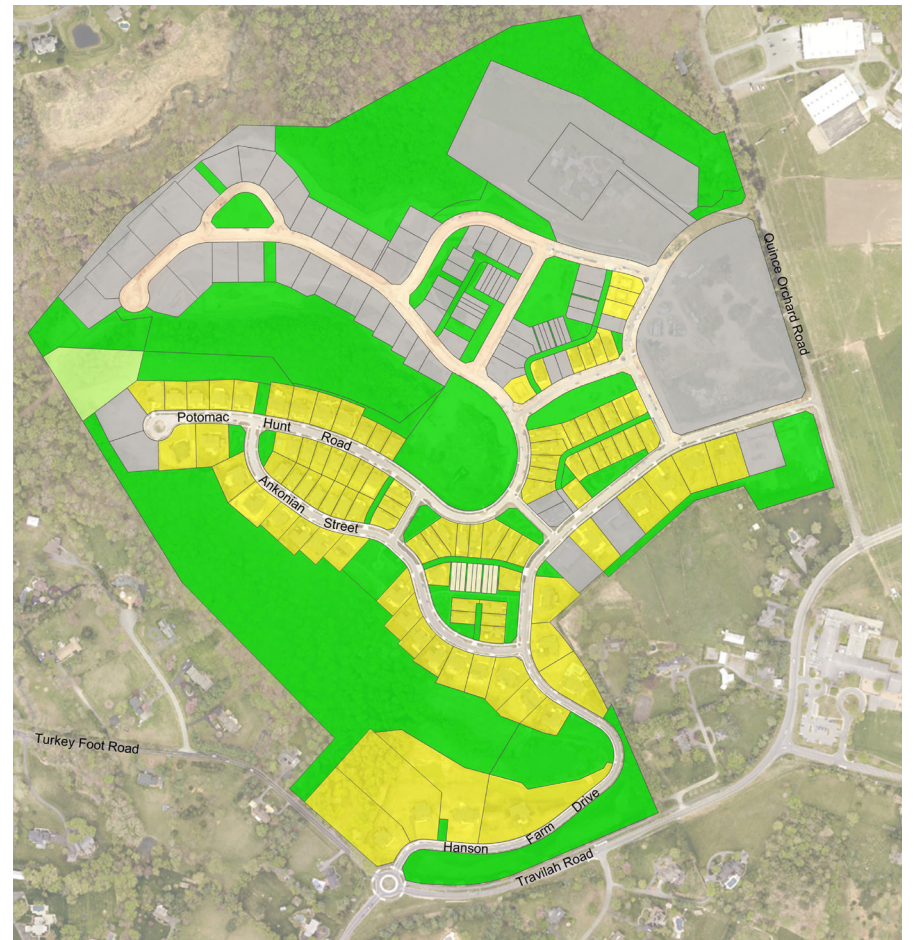 Quince Orchard Road
Potomac Hunt Road
Ankonian Street
Turkey Foot Road
Hanson Farm Drive
Travilah Road